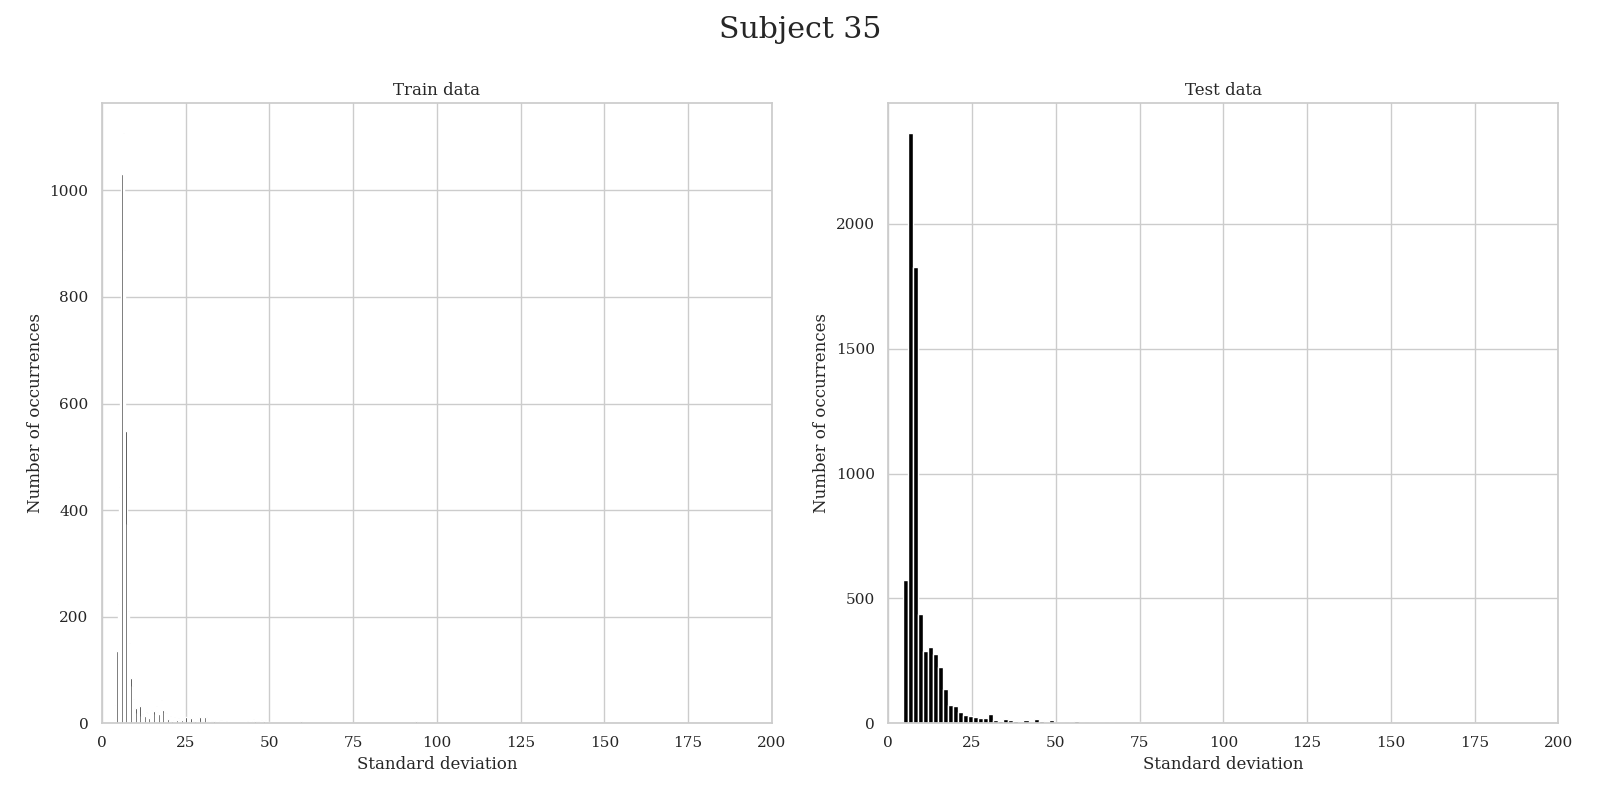 Subject 35
Train data
Number of occurrences
1000
800
600
400
200
0
0 25 50 75 100 125 150 175 200
Standard deviation
Test data
Number of occurrences
2000
1500
1000
500
0
0 25 50 75 100 125 150 175 200
Standard deviation